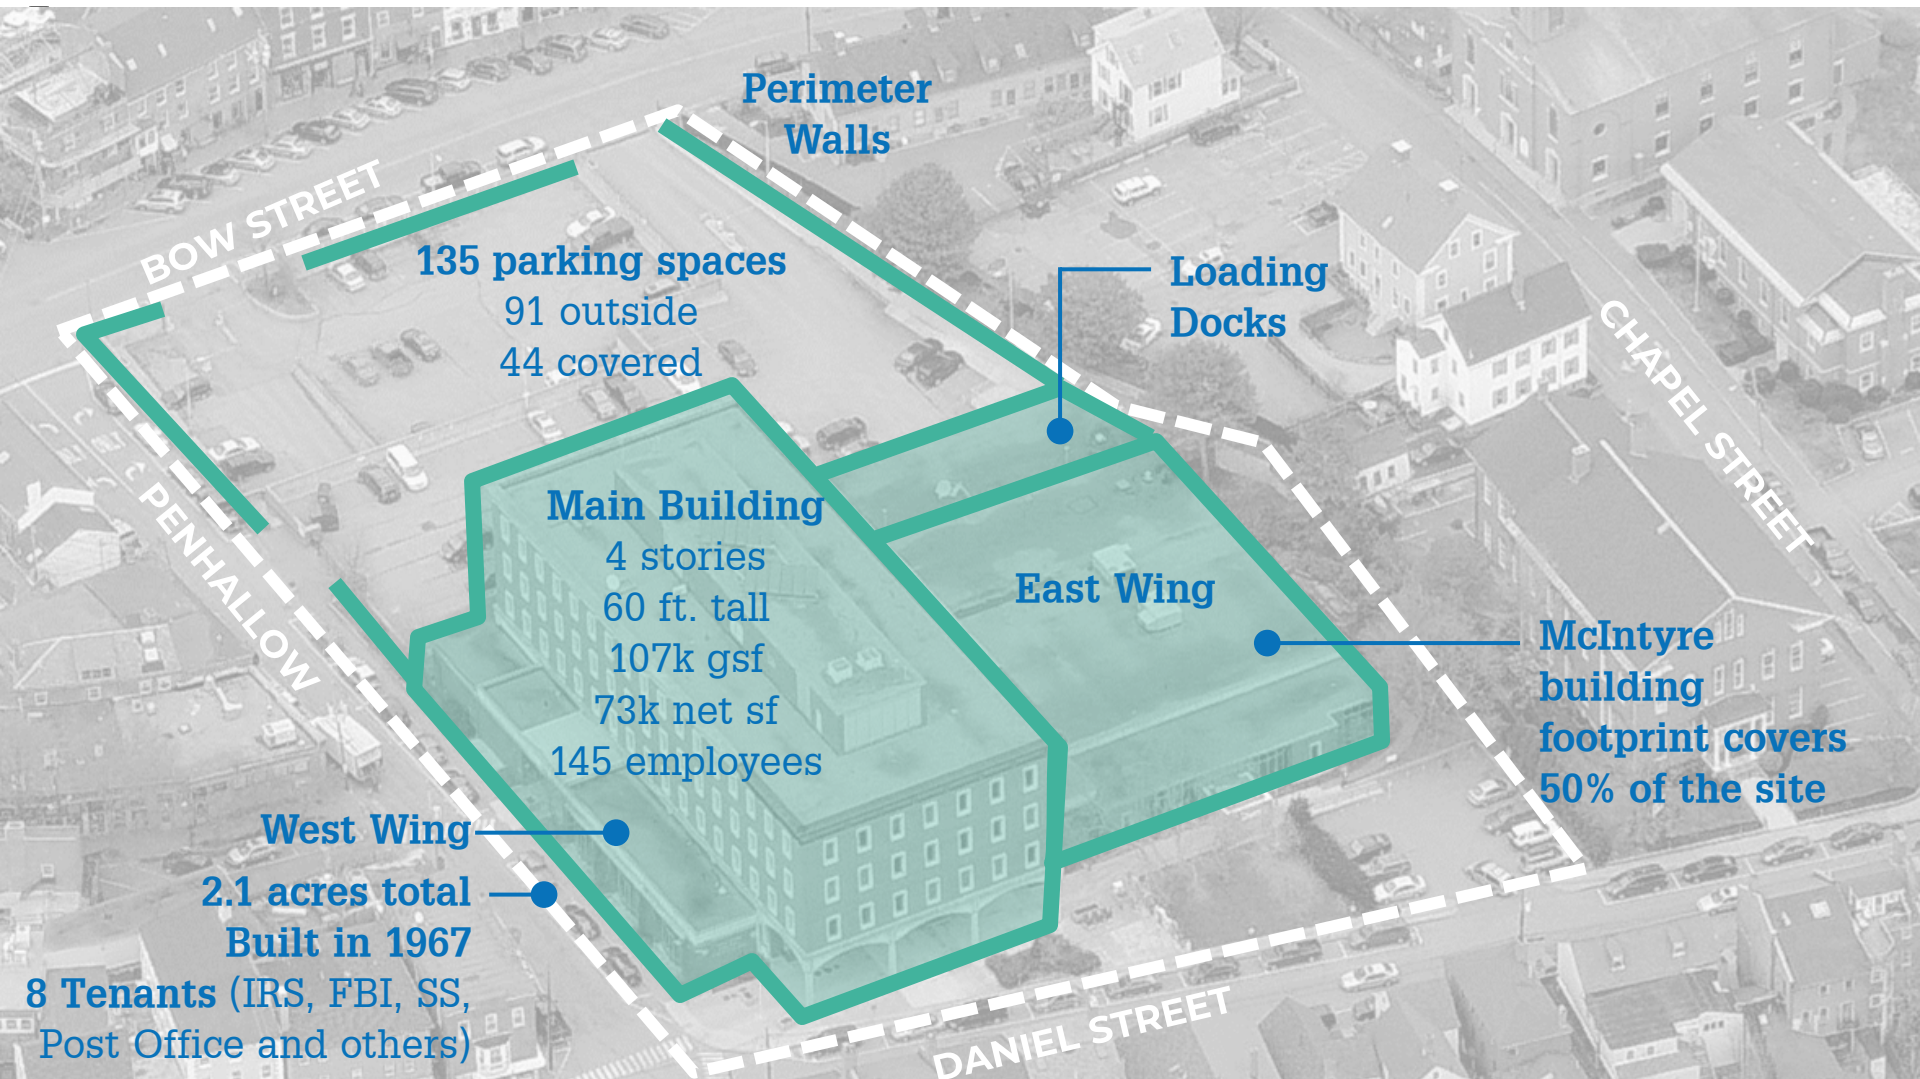 Perimeter
Walls
BOW STREET
135 parking spaces
91 outside
44 covered
Loading
Docks
CHAPEL STREET
PENHALLOW
Main Building
4 stories
60 ft. tall
107k gsf
73k net sf
145 employees
East Wing
McIntyre
building
footprint covers
50% of the site
West Wing
2.1 acres total
Built in 1967
8 Tenants (IRS, FBI, SS,
Post Office and others)
DANIEL STREET